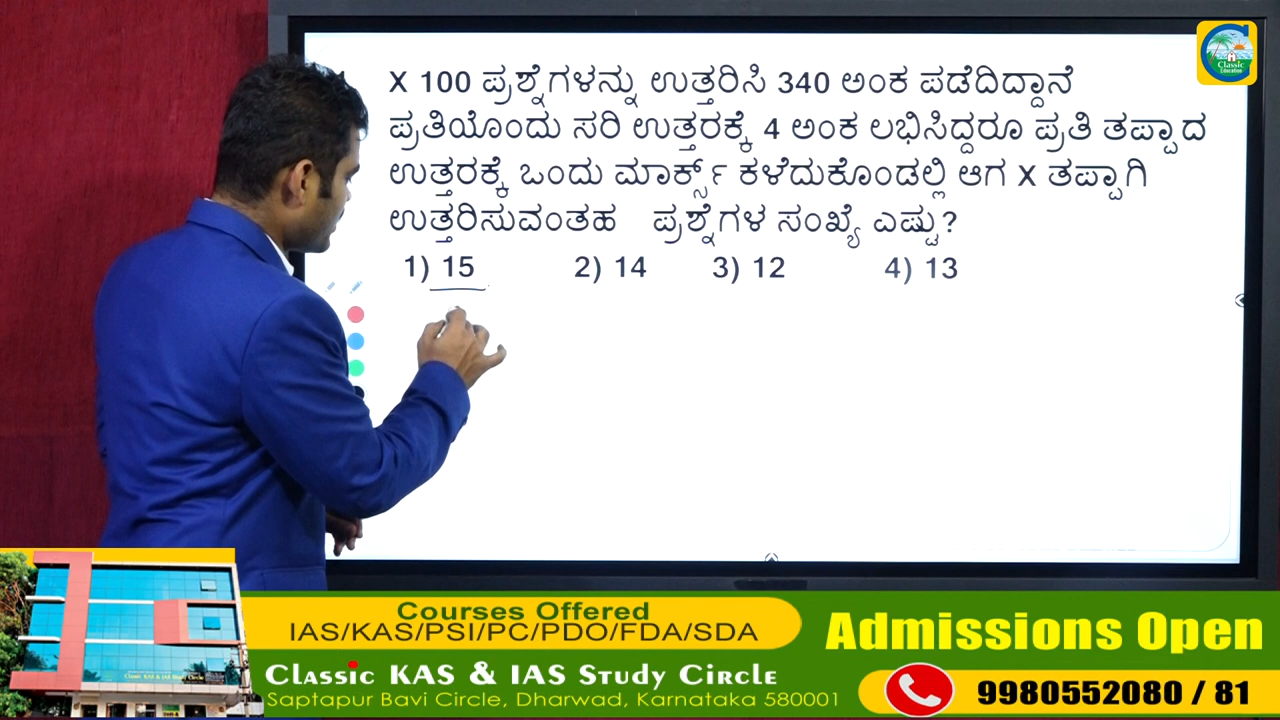 Classic
Education
X 100 ಪ್ರಶ್ನೆಗಳನ್ನು ಉತ್ತರಿಸಿ 340 ಅಂಕ ಪಡೆದಿದ್ದಾನೆ
ಪ್ರತಿಯೊಂದು ಸರಿ ಉತ್ತರಕ್ಕೆ 4 ಅಂಕ ಲಭಿಸಿದ್ದರೂ ಪ್ರತಿ ತಪ್ಪಾದ
ಉತ್ತರಕ್ಕೆ ಒಂದು ಮಾರ್ಕ್ಸ್ ಕಳೆದುಕೊಂಡಲ್ಲಿ ಆಗ X ತಪ್ಪಾಗಿ
ಉತ್ತರಿಸುವಂತಹ ಪ್ರಶ್ನೆಗಳ ಸಂಖ್ಯೆ ಎಷ್ಟು?
1) 15 2) 14 3) 12 4) 13
Courses Offered
IAS/KAS/PSI/PC/PDO/FDA/SDA
Classic KAS & IAS Study Circle
Saptapur Bavi Circle, Dharwad, Karnataka 580001
Admissions Open
9980552080 / 81